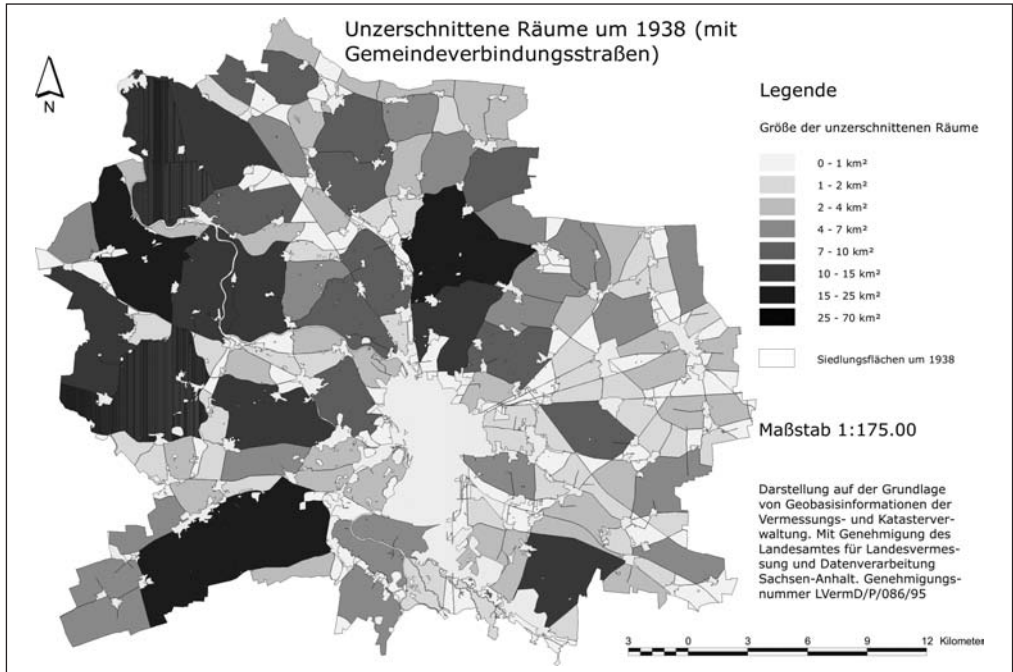 Unzerschnittene Räume um 1938 (mit
Gemeindeverbindungsstraßen)
N
Legende
Größe der unzerschnittenen Räume
0 - 1 km²
1 - 2 km²
2 - 4 km²
4 - 7 km²
7 - 10 km²
10 - 15 km²
15 - 25 km²
25 - 70 km²
Siedlungsflächen um 1938
Maßstab 1:175.00
Darstellung auf der Grundlage
von Geobasisinformationen der
Vermessungs- und Katasterver-
waltung. Mit Genehmigung des
Landesamtes für Landesvermes-
sung und Datenverarbeitung
Sachsen-Anhalt. Genehmigungs-
nummer LVermD/P/086/95
3 0 3 6 9 12 Kilometer